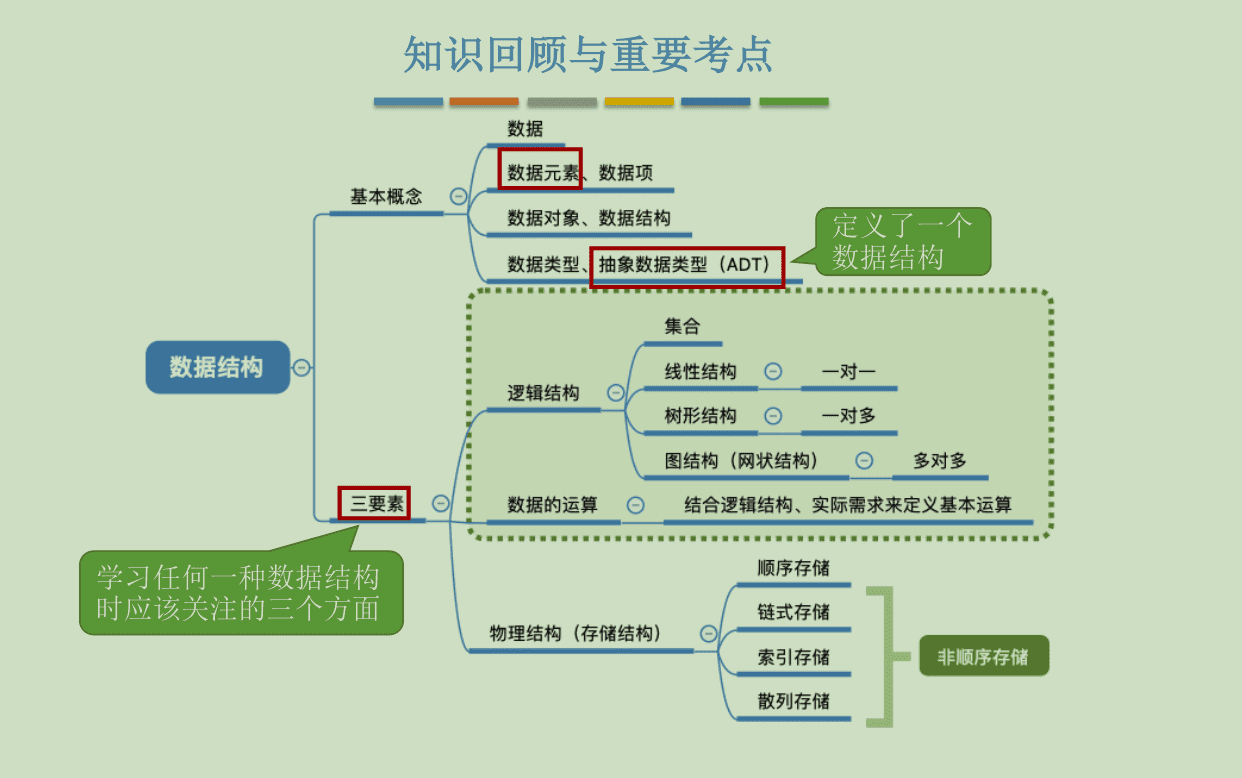 知识回顾与重要考点
数据
数据元素、数据项
基本概念
数据对象、数据结构
数据类型、抽象数据类型（ADT）
定义了一个
数据结构
数据结构
集合
线性结构
一对一
逻辑结构
树形结构
一对多
图结构（网状结构）
多对多
三要素
数据的运算
结合逻辑结构、实际需求来定义基本运算
学习任何一种数据结构
时应该关注的三个方面
顺序存储
链式存储
物理结构（存储结构）
索引存储
散列存储
非顺序存储